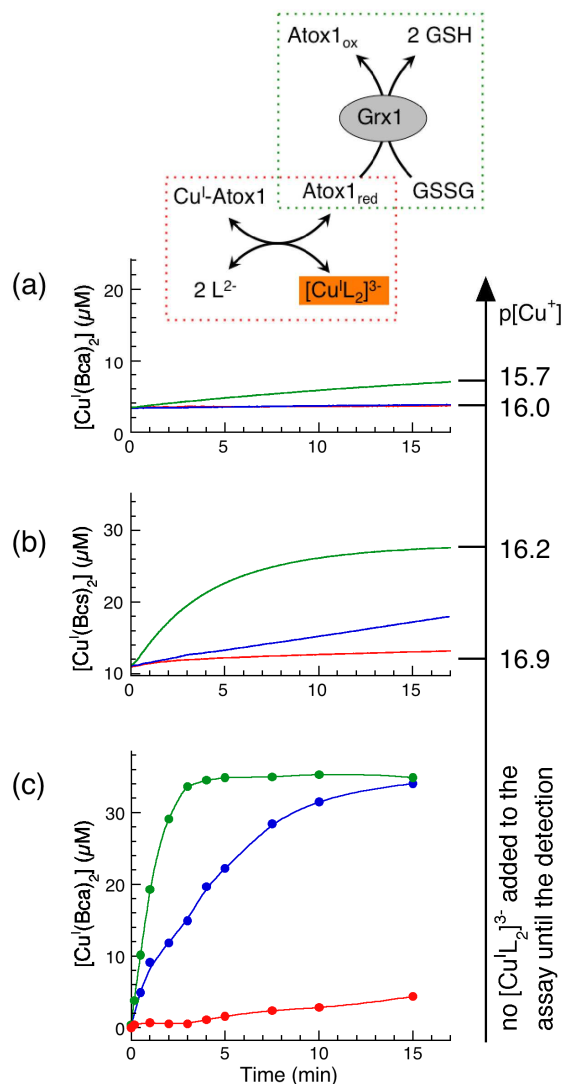 Atox1ox 2 GSH
Grx1
CuI-Atox1 Atox1red GSSG
2 L2- [CuIL2]3-
(a)
[CuI(Bca)2] (µM)
20
10
0
0 5 10 15
p[Cu+]
15.7
16.0
(b)
[CuI(Bcs)2] (µM)
30
20
10
0 5 10 15
16.2
16.9
(c)
[CuI(Bca)2] (µM)
30
20
10
0
0 5 10 15
Time (min)
no [CuIL2]3- added to the
assay until the detection